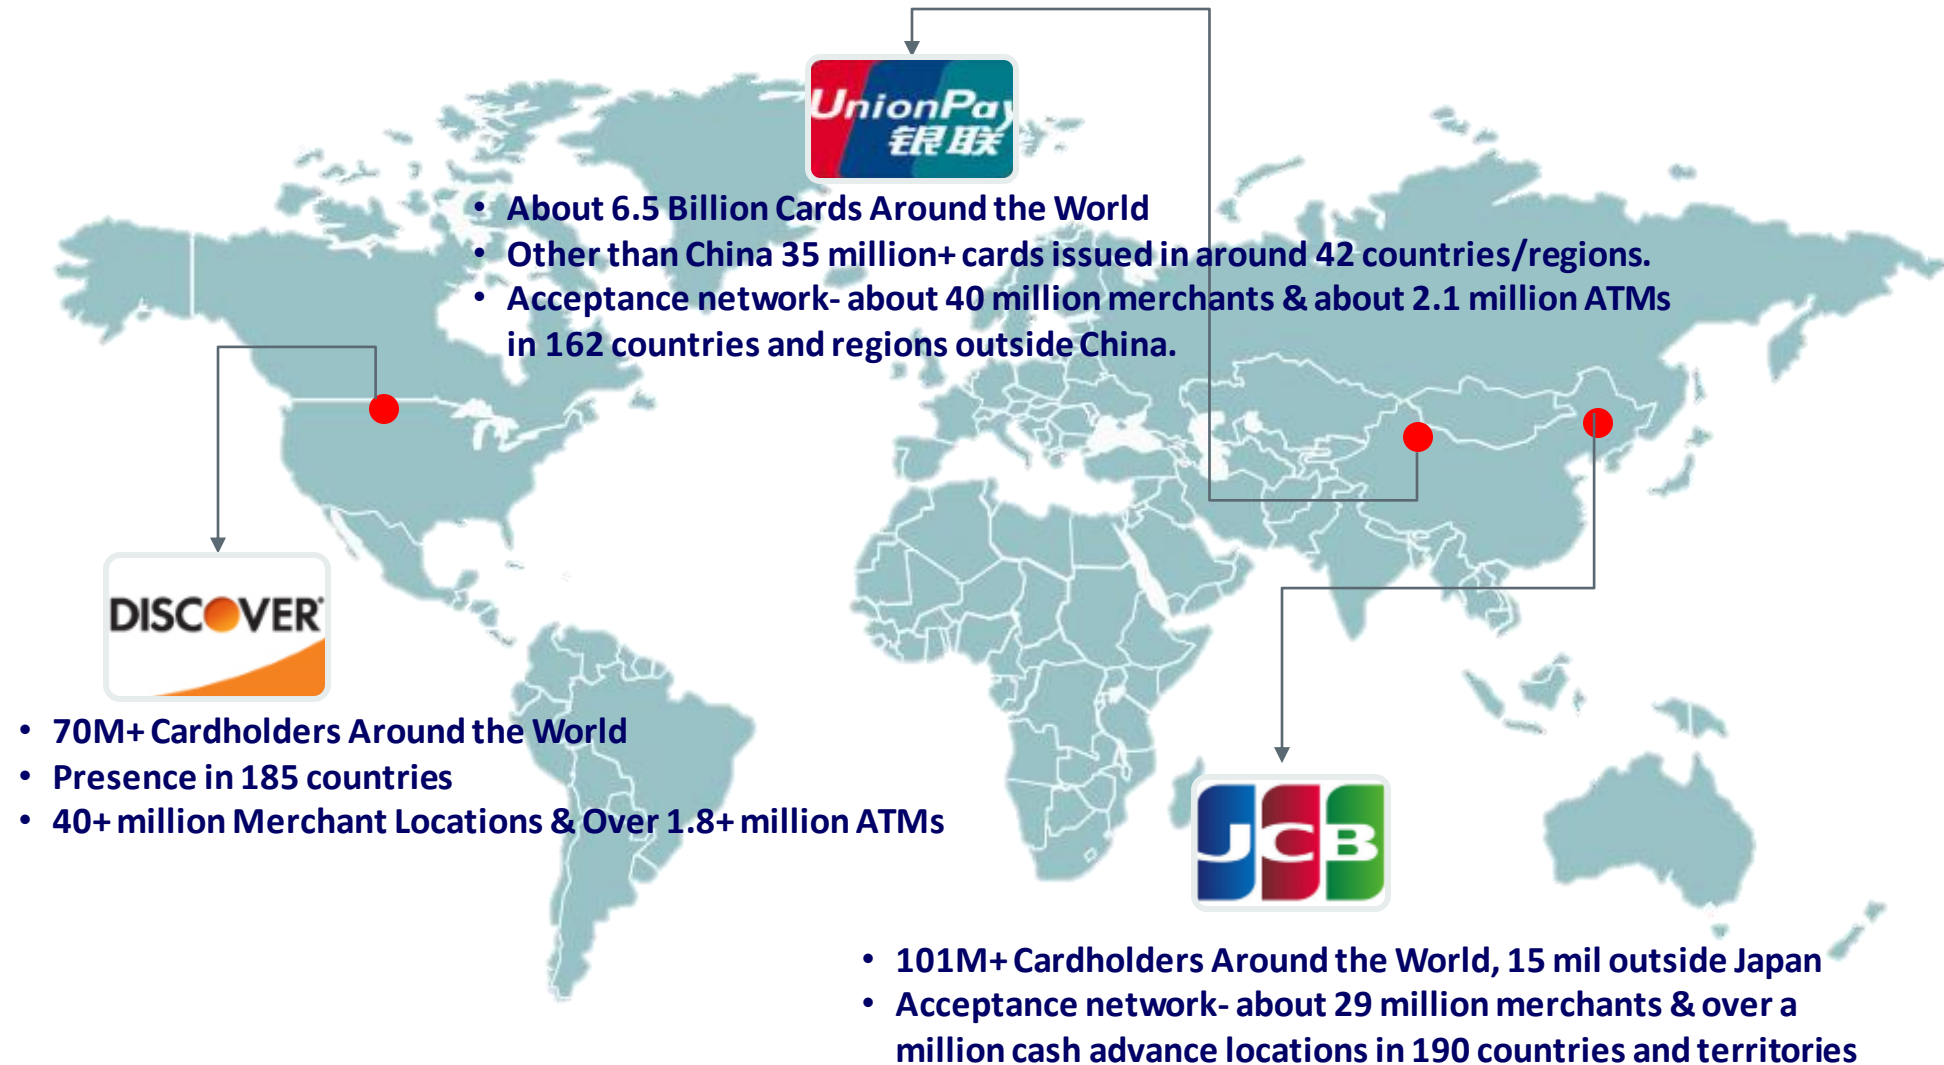 UnionPay
银联
• About 6.5 Billion Cards Around the World
• Other than China 35 million+ cards issued in around 42 countries/regions.
• Acceptance network- about 40 million merchants & about 2.1 million ATMs
in 162 countries and regions outside China.
DISCOVER
• 70M+ Cardholders Around the World
• Presence in 185 countries
• 40+ million Merchant Locations & Over 1.8+ million ATMs
JCB
• 101M+ Cardholders Around the World, 15 mil outside Japan
• Acceptance network- about 29 million merchants & over a
million cash advance locations in 190 countries and territories